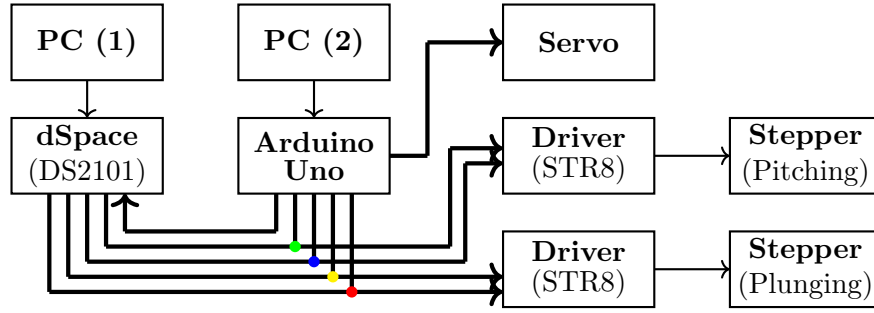 PC (1)
PC (2)
Servo
dSpace
(DS2101)
Arduino
Uno
Driver
(STR8)
Stepper
(Pitching)
Driver
(STR8)
Stepper
(Plunging)